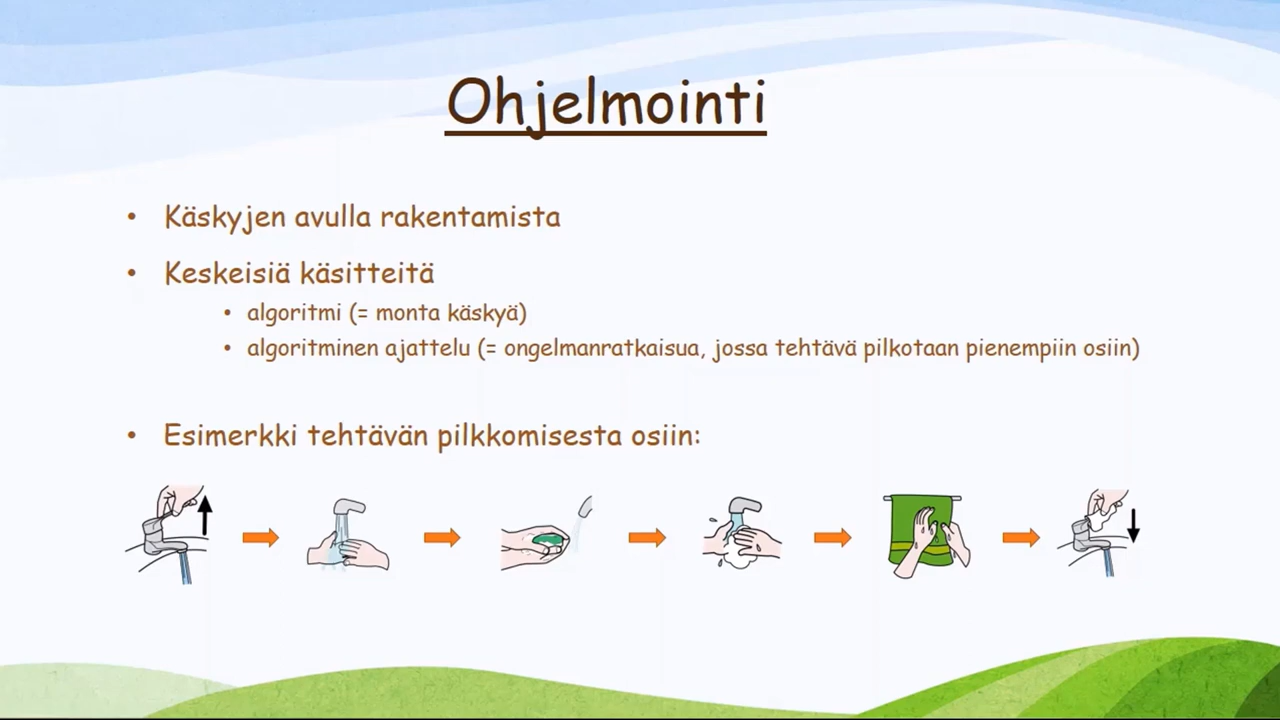 Ohjelmointi
• Käskyjen avulla rakentamista
• Keskeisiä käsitteitä
• algoritmi (= monta käskyä)
• algoritminen ajattelu (= ongelmanratkaisua, jossa tehtävä pilkotaan pienempiin osiin)
• Esimerkki tehtävän pilkkomisesta osiin: